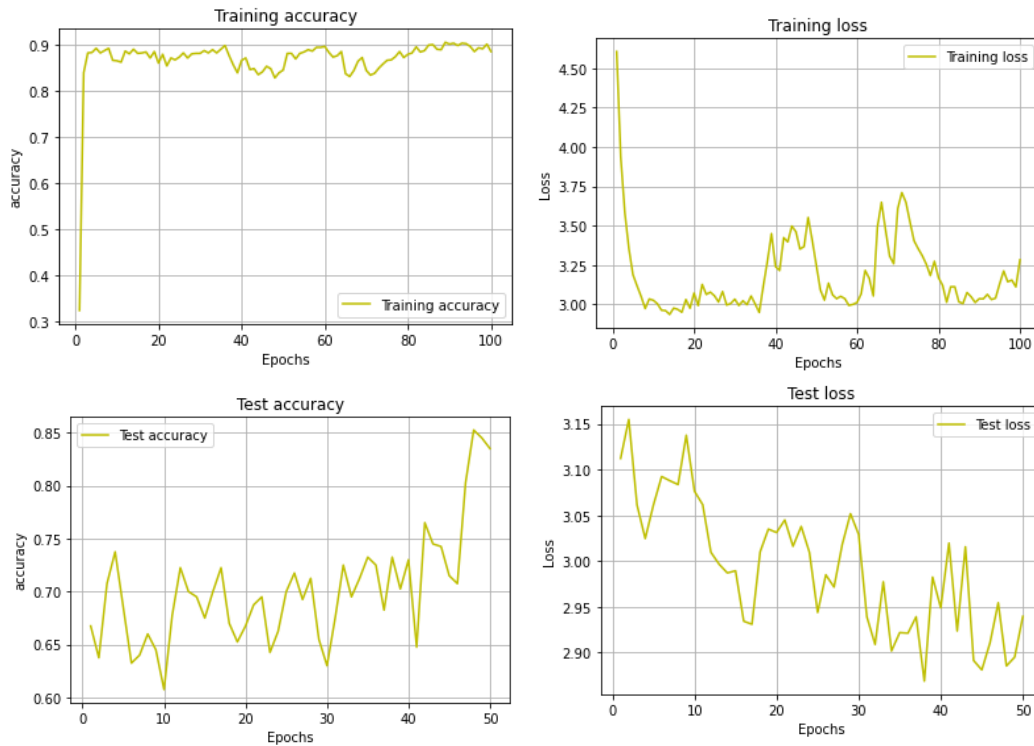 Training accuracy
0.9
0.8
0.7
0.6
0.5
0.4
0.3
accuracy
Training accuracy
0 20 40 60 80 100
Epochs
Training loss
4.50
4.25
4.00
3.75
3.50
3.25
3.00
Loss
Training loss
0 20 40 60 80 100
Epochs
Test accuracy
0.85
0.80
0.75
0.70
0.65
0.60
accuracy
Test accuracy
0 10 20 30 40 50
Epochs
Test loss
3.15
3.10
3.05
3.00
2.95
2.90
Loss
Test loss
0 10 20 30 40 50
Epochs